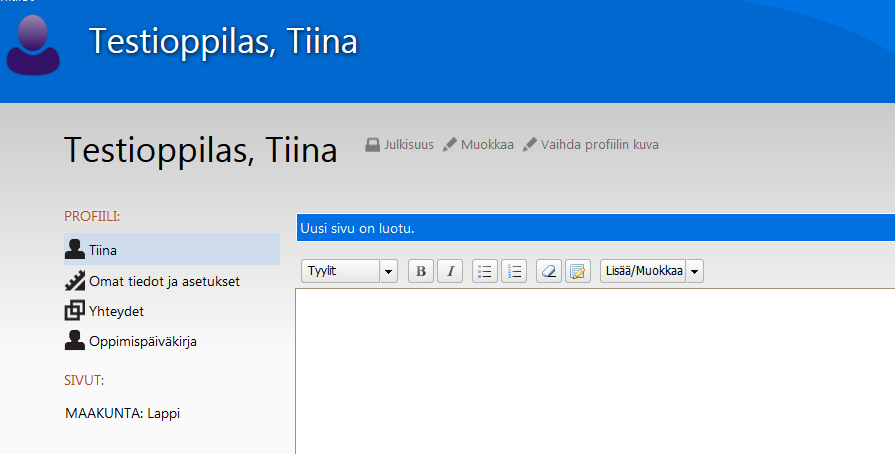 Testioppilas, Tiina
Testioppilas, Tiina
Julkisuus Muokkaa Vaihda profiilin kuva
PROFIILI:
Tiina
Omat tiedot ja asetukset
Yhteydet
Oppimispäiväkirja
SIVUT:
MAAKUNTA: Lappi
Uusi sivu on luotu.
Tyylit B I Lisää/Muokkaa